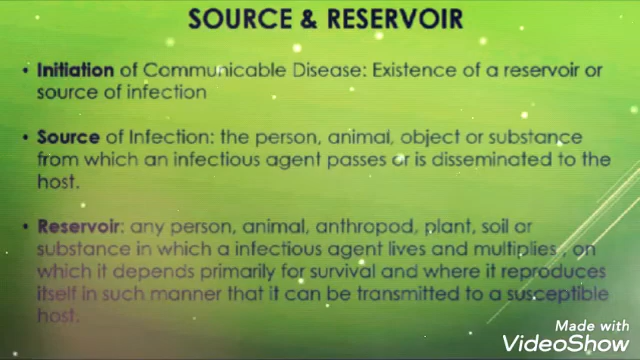 SOURCE & RESERVOIR
• Initiation of Communicable Disease: Existence of a reservoir or
source of infection
• Source of Infection: the person, animal, object or substance
from which an infectious agent passes or is disseminated to the
host.
• Reservoir: any person, animal, anthropod, plant, soil or
substance in which a infectious agent lives and multiplies , on
which it depends primarily for survival and where it reproduces
itself in such manner that it can be transmitted to a susceptible
host.
Made with
VideoShow